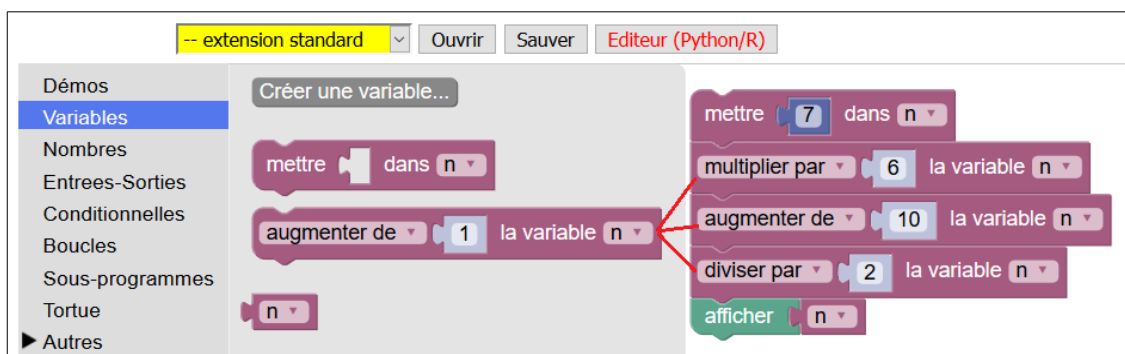 -- extension standard Ouvrir Sauver Editeur (Python/R)
Démos
Variables
Nombres
Entrees-Sorties
Conditionnelles
Boucles
Sous-programmes
Tortue
Autres
Créer une variable...
mettre dans n
augmenter de 1 la variable n
n
mettre 7 dans n
multiplier par 6 la variable n
augmenter de 10 la variable n
diviser par 2 la variable n
afficher n